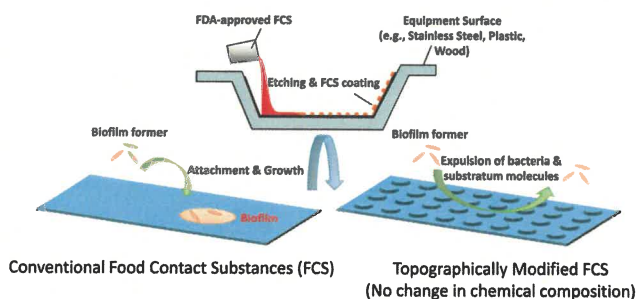 FDA-approved FCS
Equipment Surface
(e.g., Stainless Steel, Plastic,
Wood)
Etching & FCS coating
Biofilm former
Attachment & Growth
Biofilm
Biofilm former
Expulsion of bacteria &
substratum molecules
Conventional Food Contact Substances (FCS)
Topographically Modified FCS
(No change in chemical composition)